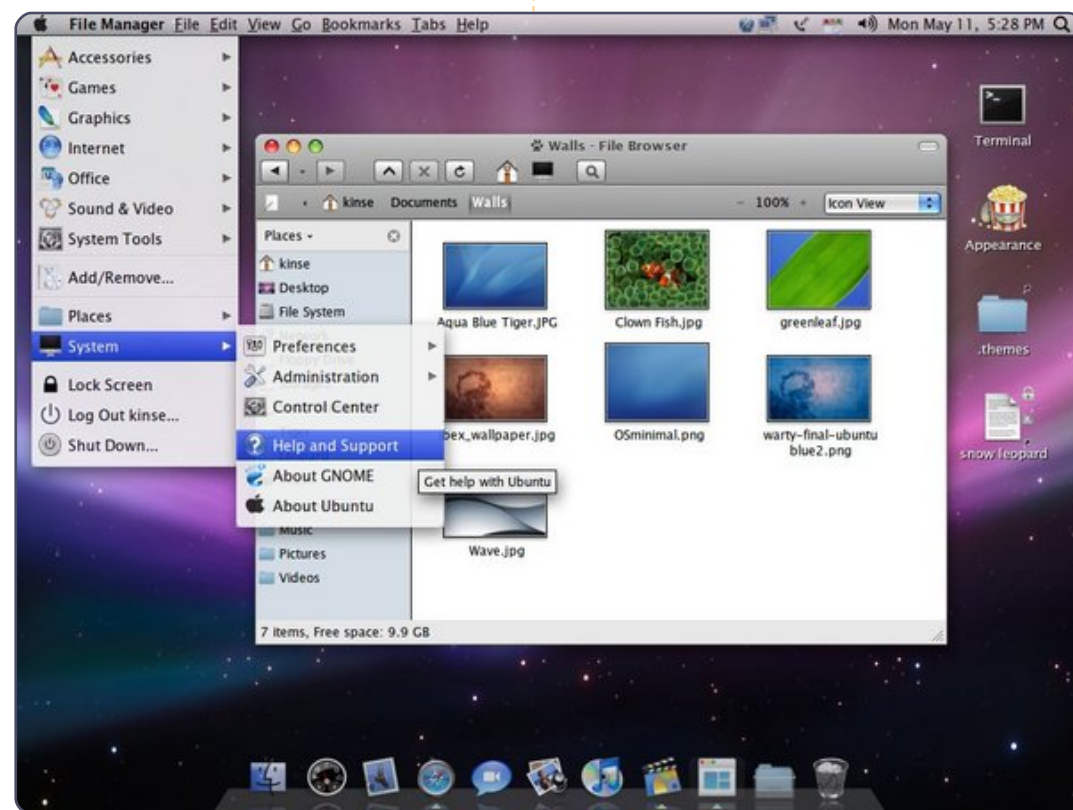 File Manager File Edit View Go Bookmarks Tabs Help
Mon May 11, 5:28 PM
Accessories
Games
Graphics
Internet
Office
Sound & Video
System Tools
Add/Remove...
Places
System
Lock Screen
Log Out kinse...
Shut Down...
Preferences
Administration
Control Center
Help and Support
About GNOME
About Ubuntu
Get help with Ubuntu
Walls - File Browser
kinse Documents Walls
100% Icon View
Places
kinse
Desktop
File System
Network
Floppy Drive
Music
Pictures
Videos
Aqua Blue Tiger.JPG
Clown Fish.jpg
greenleaf.jpg
bex_wallpaper.jpg
OSminimal.png
warty-final-ubuntu
blue2.png
Wave.jpg
7 items, Free space: 9.9 GB
Terminal
Appearance
.themes
snow leopard